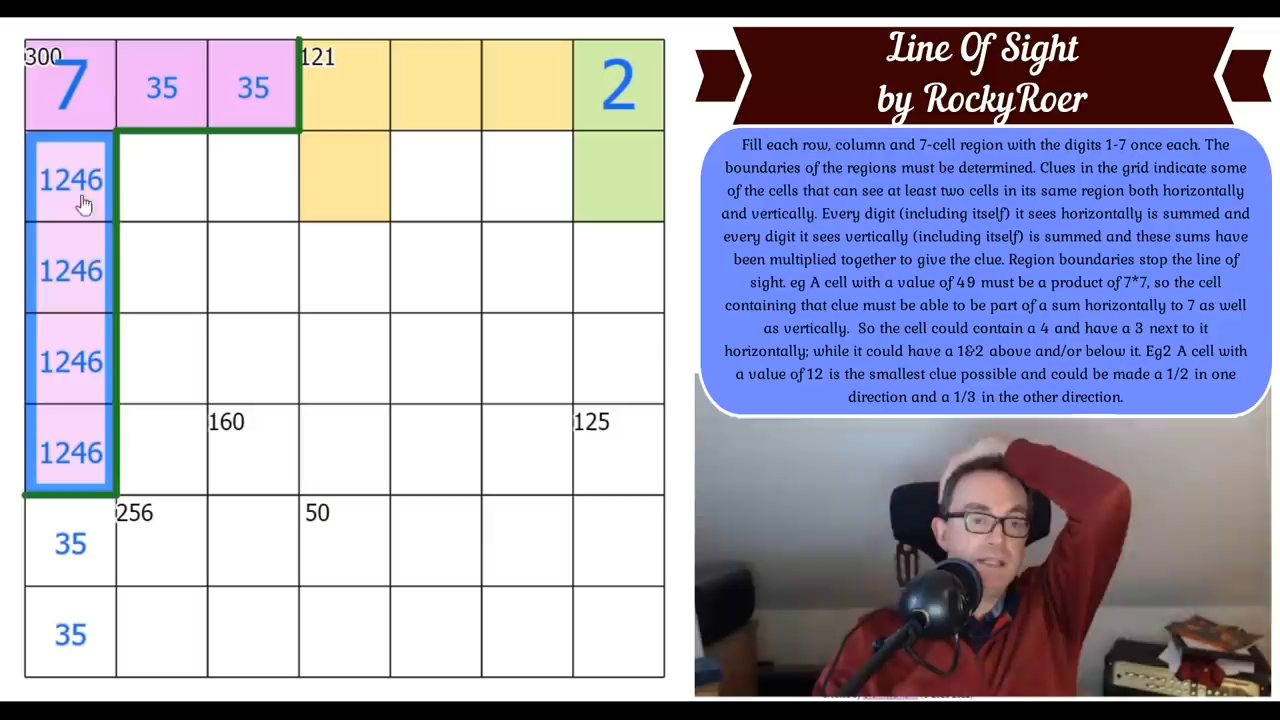 Line Of Sight
by RockyRoer
Fill each row, column and 7-cell region with the digits 1-7 once each. The
boundaries of the regions must be determined. Clues in the grid indicate some
of the cells that can see at least two cells in its same region both horizontally
and vertically. Every digit (including itself) it sees horizontally is summed and
every digit it sees vertically (including itself) is summed and these sums have
been multiplied together to give the clue. Region boundaries stop the line of
sight. eg A cell with a value of 49 must be a product of 7*7, so the cell
containing that clue must be able to be part of a sum horizontally to 7 as well
as vertically. So the cell could contain a 4 and have a 3 next to it
horizontally; while it could have a 1&2 above and/or below it. Eg2 A cell with
a value of 12 is the smallest clue possible and could be made a 1/2 in one
direction and a 1/3 in the other direction.
300 121
7 35 35 2
1246
1246
1246
160 125
1246
256 50
35
35